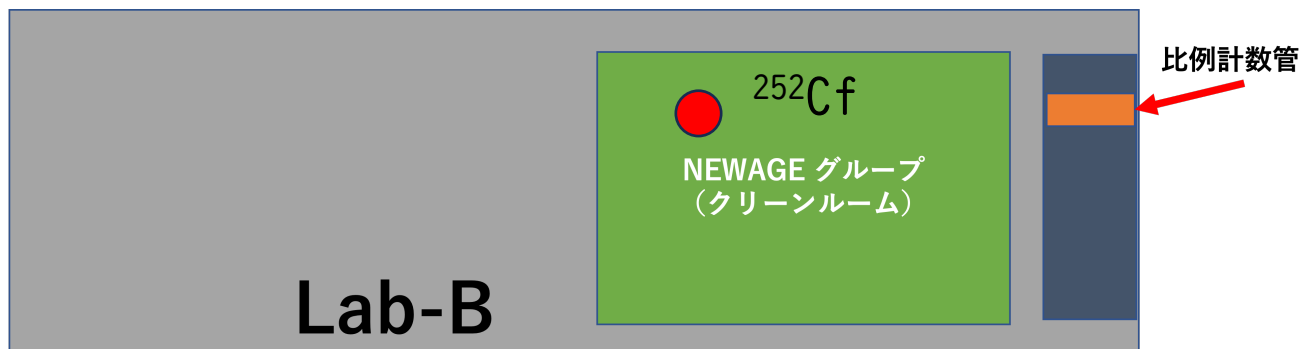 比例計数管
²⁵²Cf
NEWAGE グループ
（クリーンルーム）
Lab-B